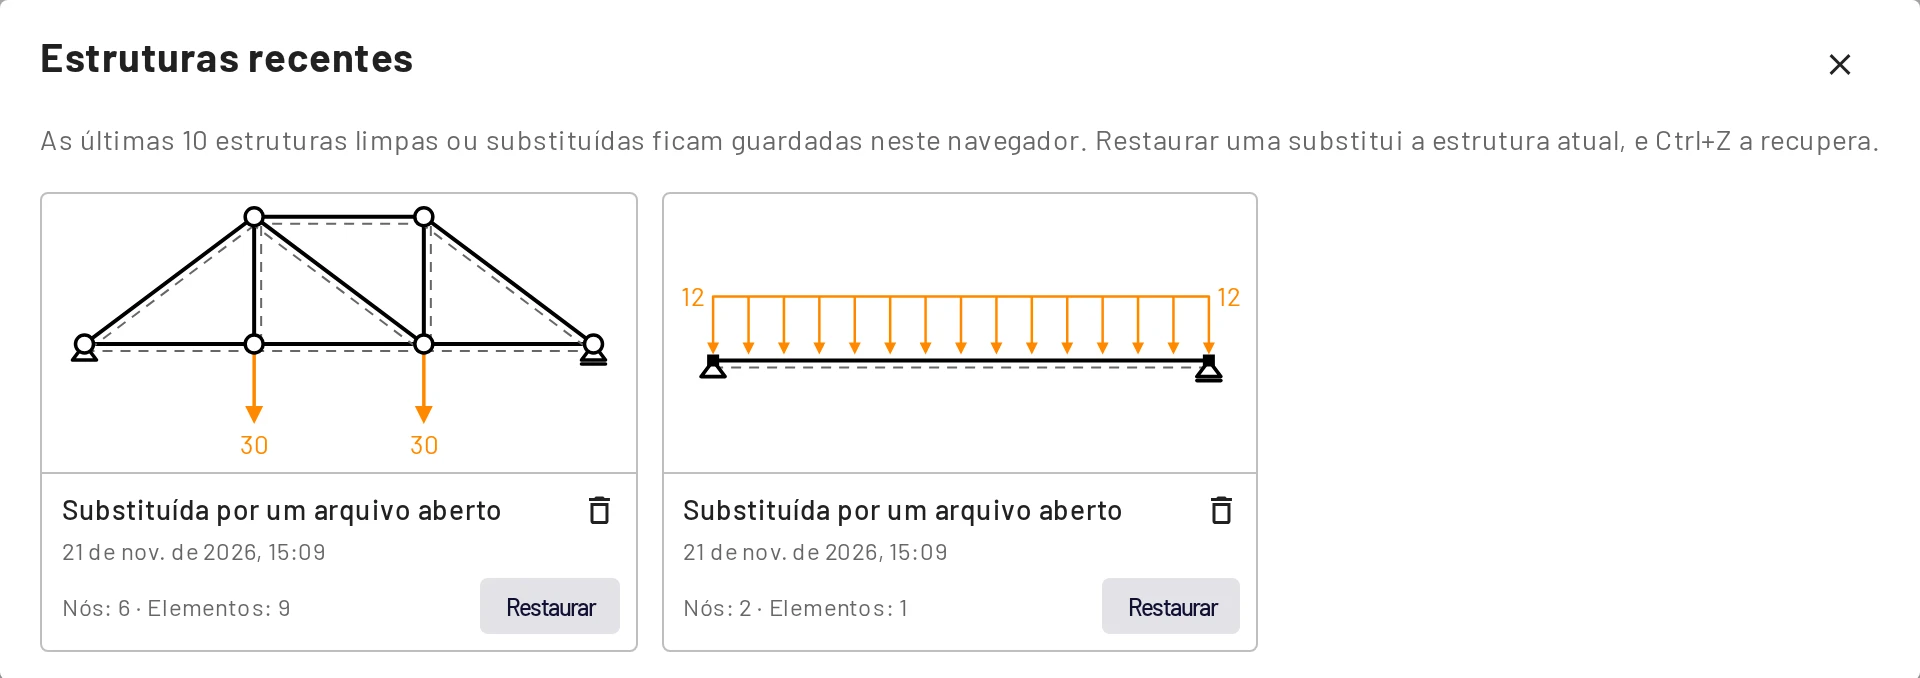 Estruturas recentes
As últimas 10 estruturas limpas ou substituídas ficam guardadas neste navegador. Restaurar uma substitui a estrutura atual, e Ctrl+Z a recupera.
30 30
Substituída por um arquivo aberto
21 de nov. de 2026, 15:09
Nós: 6 · Elementos: 9
Restaurar
12 12
Substituída por um arquivo aberto
21 de nov. de 2026, 15:09
Nós: 2 · Elementos: 1
Restaurar